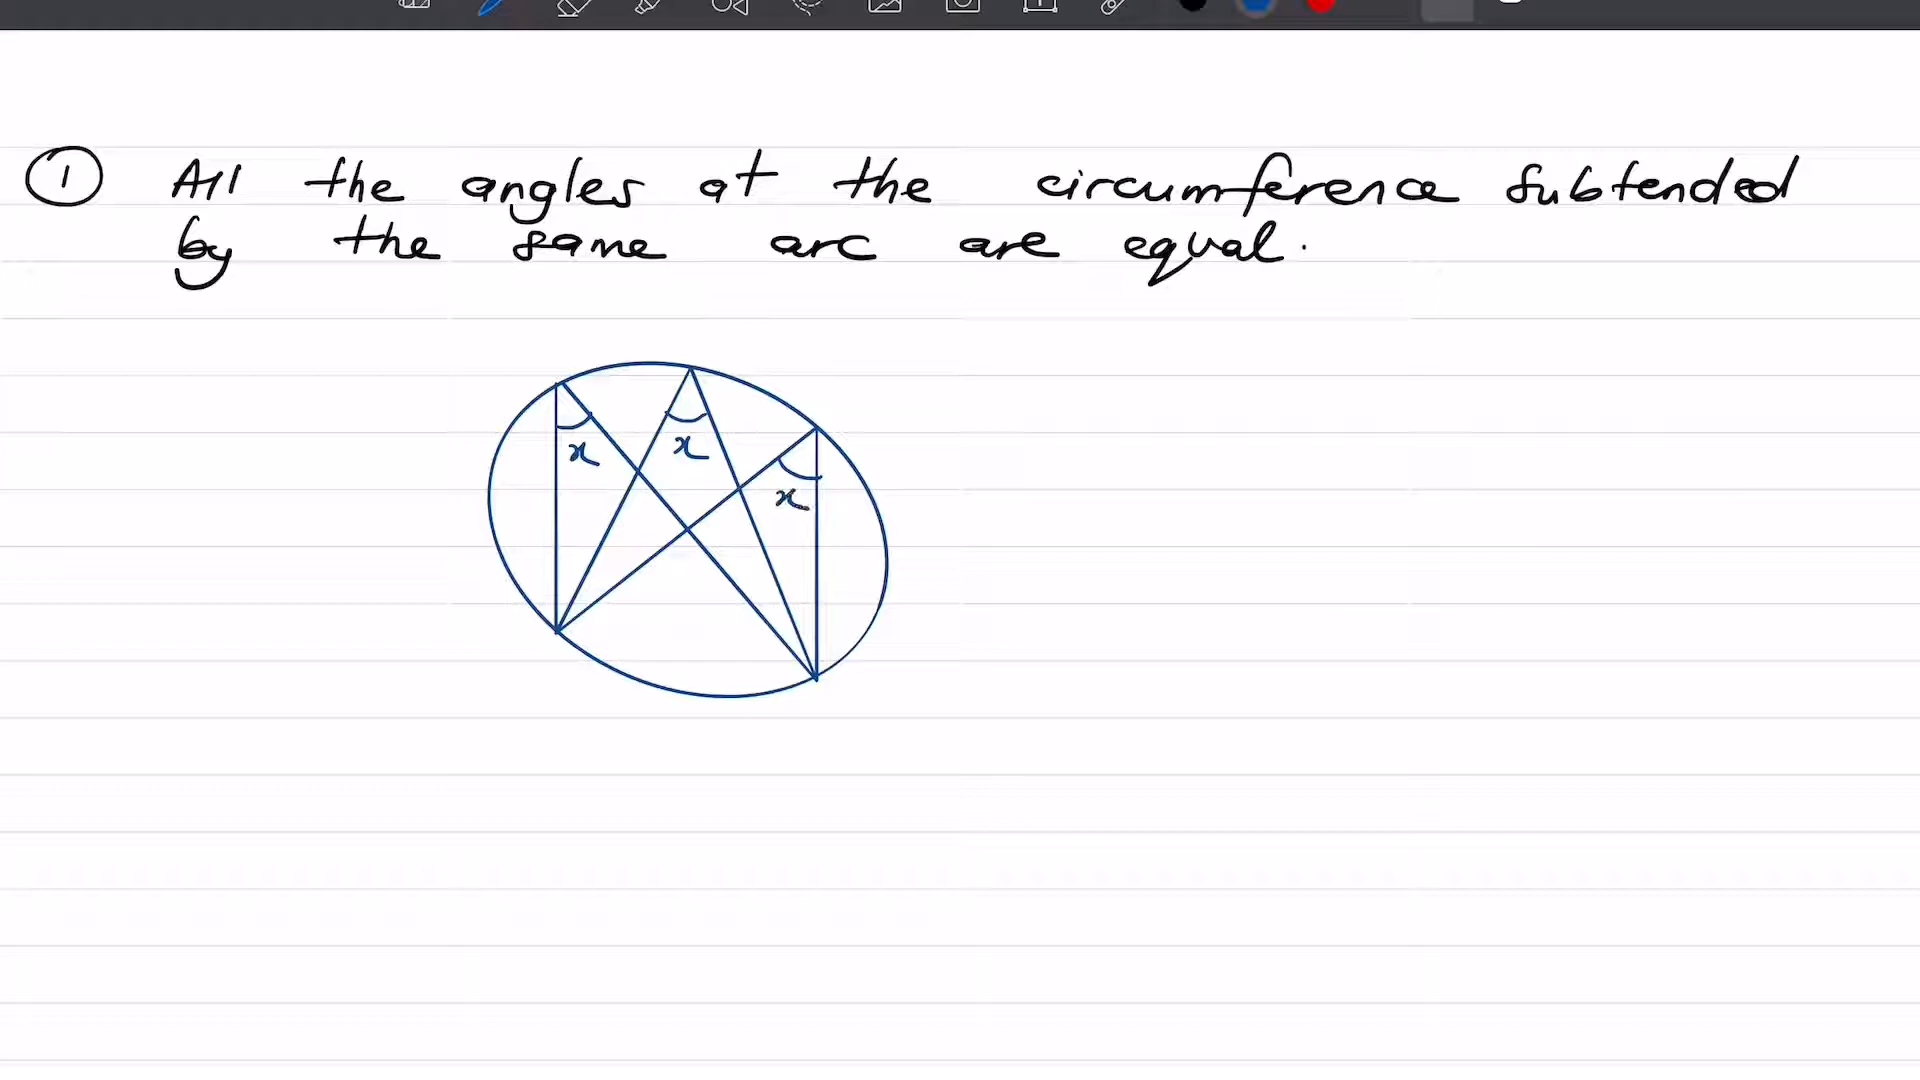 ① All the angles at the circumference subtended
by the same arc are equal.
x x
x